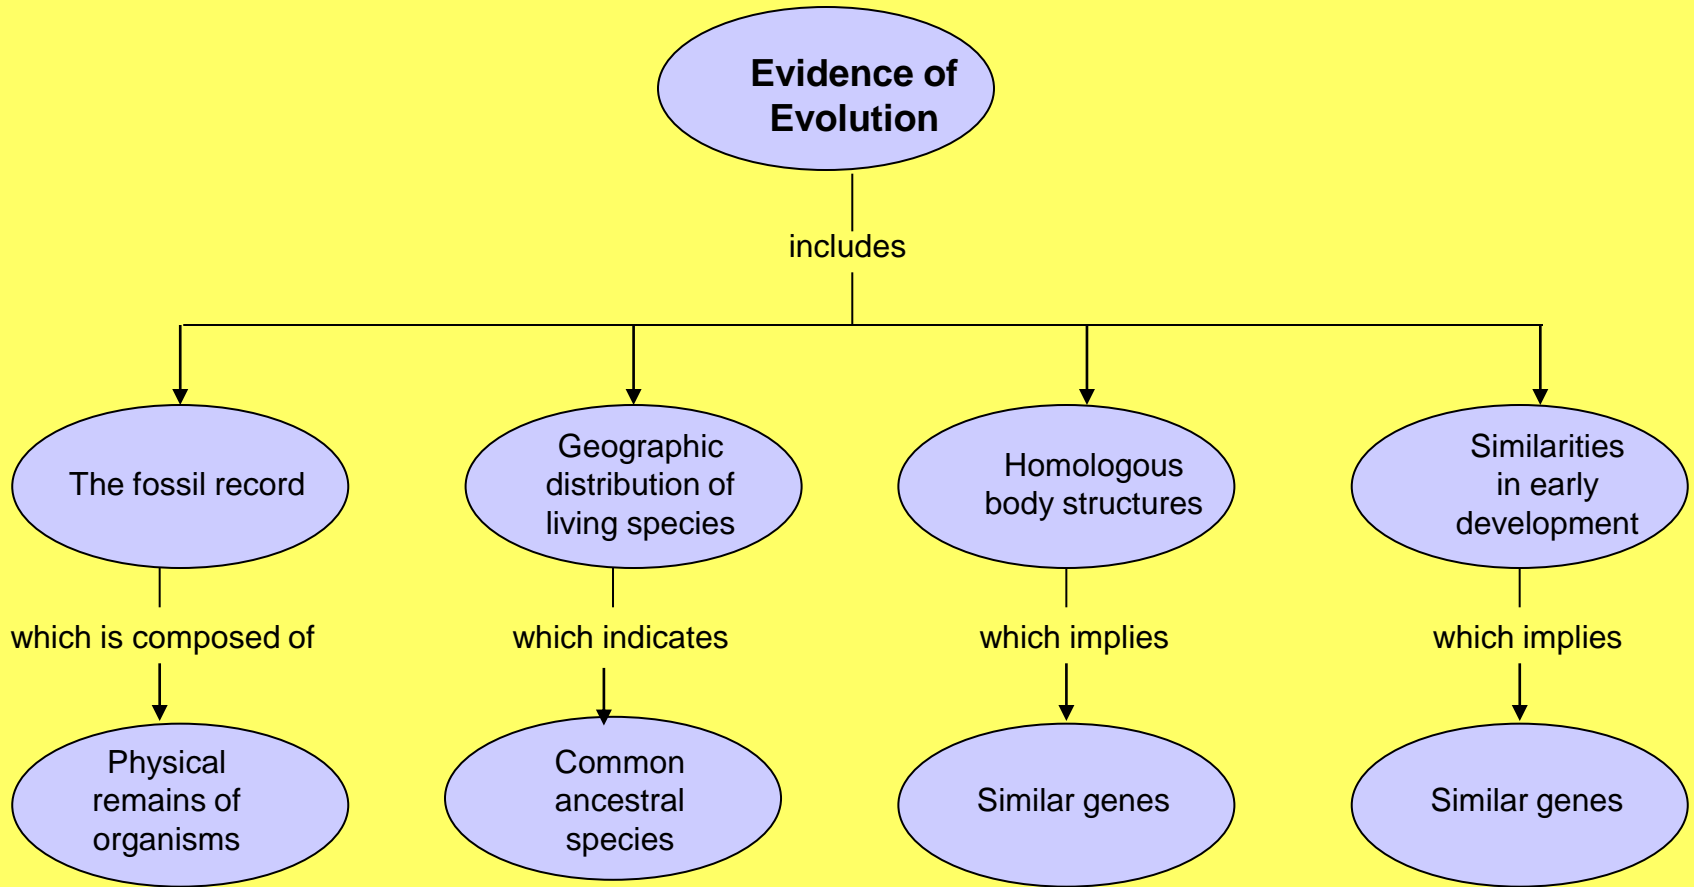 Evidence of
Evolution
includes
The fossil record
Geographic
distribution of
living species
Homologous
body structures
Similarities
in early
development
which is composed of
which indicates
which implies
which implies
Physical
remains of
organisms
Common
ancestral
species
Similar genes
Similar genes